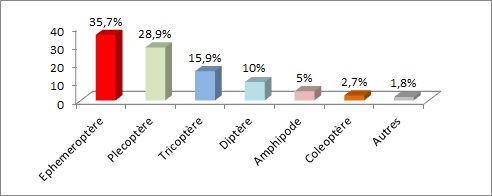 35,7%
28,9%
15,9%
10%
5%
2,7%
1,8%
40
30
20
10
0
Ephemeroptère
Plecoptère
Tricoptère
Diptère
Amphipode
Coleoptère
Autres